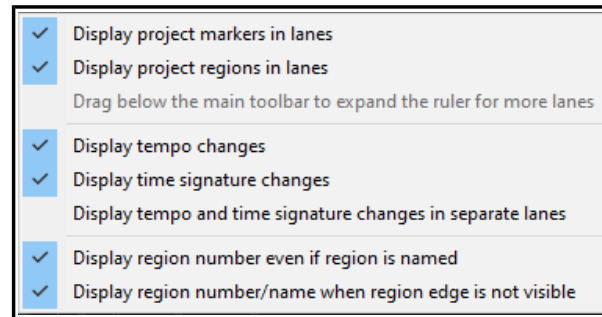 Display project markers in lanes
Display project regions in lanes
Drag below the main toolbar to expand the ruler for more lanes
Display tempo changes
Display time signature changes
Display tempo and time signature changes in separate lanes
Display region number even if region is named
Display region number/name when region edge is not visible